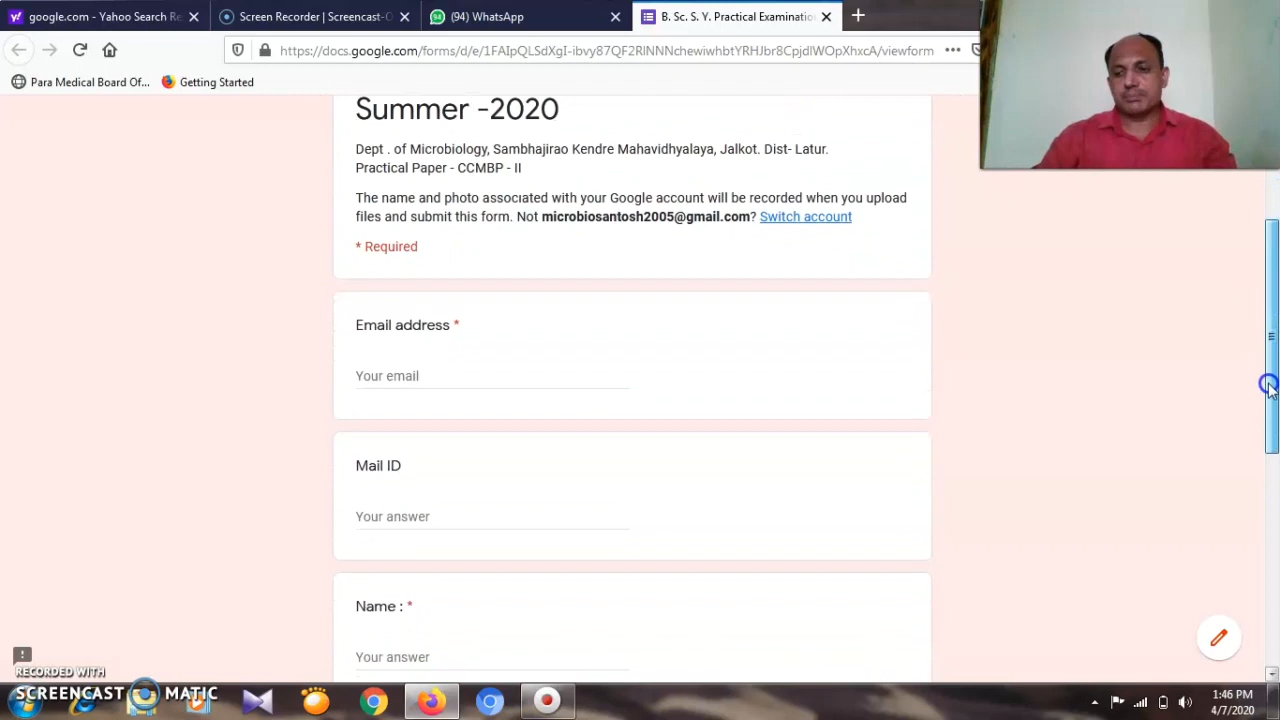 google.com - Yahoo Search Re
Screen Recorder | Screencast-O
(94) WhatsApp
B. Sc. S. Y. Practical Examinatio
https://docs.google.com/forms/d/e/1FAIpQLSdXgI-ibvy87QF2RlNNNchewiwhbtYRHJbr8CpjdlWOpXhxcA/viewform
Para Medical Board Of...
Getting Started
Summer -2020
Dept . of Microbiology, Sambhajirao Kendre Mahavidhyalaya, Jalkot. Dist- Latur.
Practical Paper - CCMBP - II
The name and photo associated with your Google account will be recorded when you upload
files and submit this form. Not microbiosantosh2005@gmail.com? Switch account
* Required
Email address *
Your email
Mail ID
Your answer
Name : *
Your answer
RECORDED WITH
SCREENCAST MATIC
1:46 PM
4/7/2020